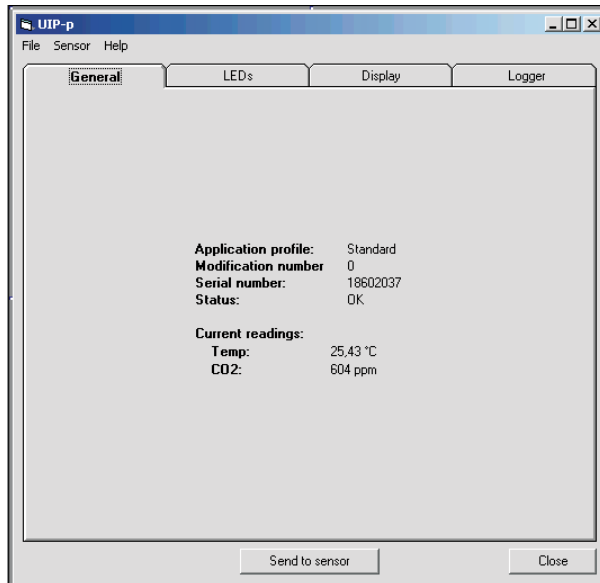 UIP-p
File Sensor Help
General LEDs Display Logger
Application profile: Standard
Modification number 0
Serial number: 18602037
Status: OK
Current readings:
Temp: 25,43 °C
CO2: 604 ppm
Send to sensor Close